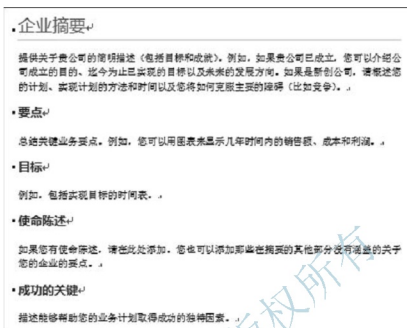 企业摘要
提供关于贵公司的简明描述（包括目标和成就）。例如，如果贵公司已成立，您可以介绍公
司成立的目的、迄今为止已实现的目标以及未来的发展方向。如果是新创公司，请概述您
的计划、实现计划的方法和时间以及您将如何克服主要的障碍（比如竞争）。
要点
总结关键业务要点。例如，您可以用图表来显示几年时间内的销售额、成本和利润。
目标
例如，包括实现目标的时间表。
使命陈述
如果您有使命陈述，请在此处添加。您也可以添加那些在摘要的其他部分没有涵盖的关于
您的企业的要点。
成功的关键
描述能够帮助您的业务计划取得成功的独特因素。
版权所有